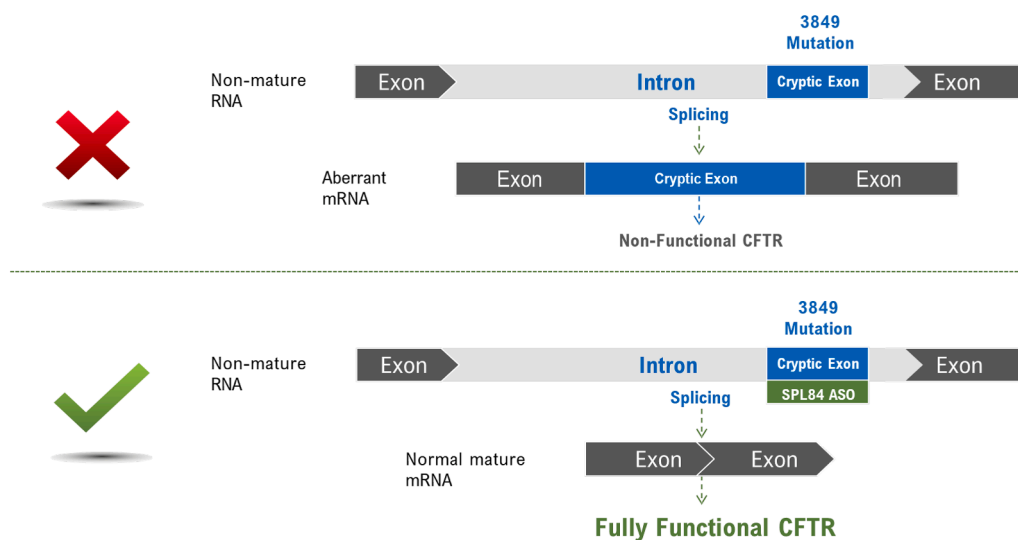 3849
Mutation
Non-mature
RNA
Exon
Intron
Cryptic Exon
Exon
Splicing
Aberrant
mRNA
Exon
Cryptic Exon
Exon
Non-Functional CFTR
3849
Mutation
Non-mature
RNA
Exon
Intron
Cryptic Exon
Exon
SPL84 ASO
Splicing
Normal mature
mRNA
Exon
Exon
Fully Functional CFTR